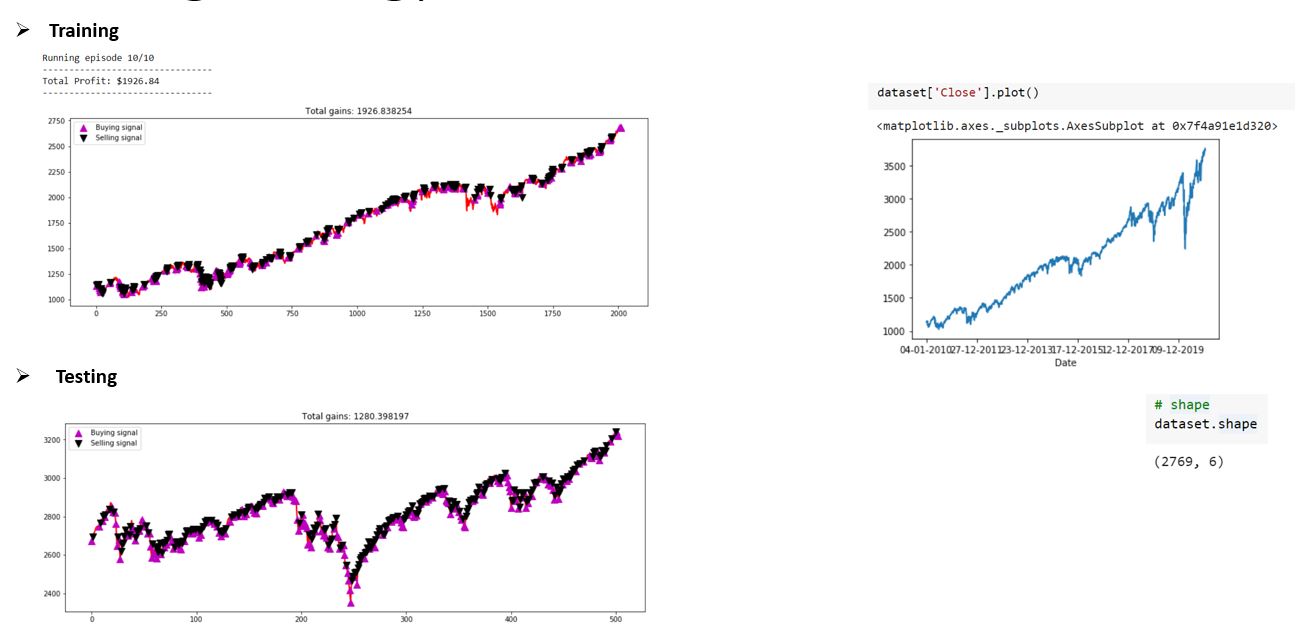 Training
Running episode 10/10
------------------------------
Total Profit: $1926.84
------------------------------
Total gains: 1926.838254
Buying signal
Selling signal
2750
2500
2250
2000
1750
1500
1250
1000
0 250 500 750 1000 1250 1500 1750 2000
Testing
Total gains: 1280.398197
Buying signal
Selling signal
3200
3000
2800
2600
2400
0 100 200 300 400 500
dataset['Close'].plot()
<matplotlib.axes._subplots.AxesSubplot at 0x7f4a91e1d320>
3500
3000
2500
2000
1500
1000
04-01-2010 27-12-2011 23-12-2013 17-12-2015 12-12-2017 09-12-2019
Date
# shape
dataset.shape
(2769, 6)